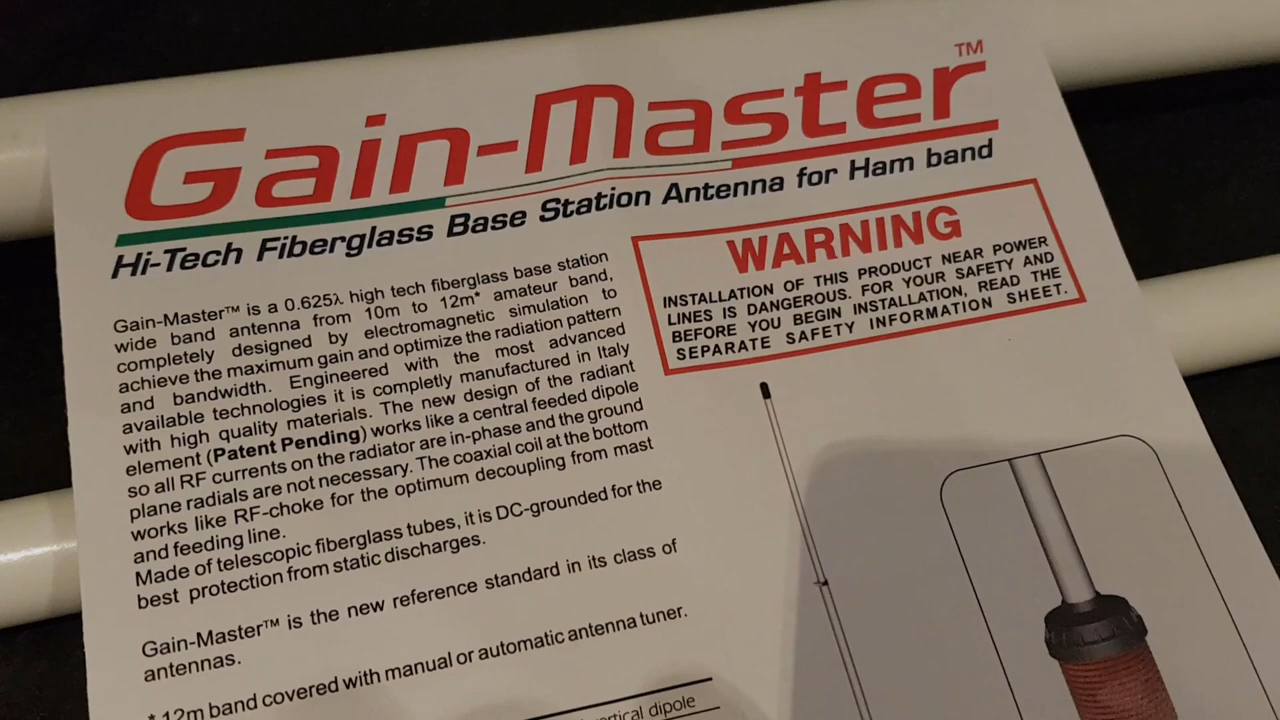 Gain-Master™
Hi-Tech Fiberglass Base Station Antenna for Ham band
Gain-Master™ is a 0.625λ high tech fiberglass base station
wide band antenna from 10m to 12m* amateur band,
completely designed by electromagnetic simulation to
achieve the maximum gain and optimize the radiation pattern
and bandwidth. Engineered with the most advanced
available technologies it is completly manufactured in Italy
with high quality materials. The new design of the radiant
element (Patent Pending) works like a central feeded dipole
so all RF currents on the radiator are in-phase and the ground
plane radials are not necessary. The coaxial coil at the bottom
works like RF-choke for the optimum decoupling from mast
and feeding line.
Made of telescopic fiberglass tubes, it is DC-grounded for the
best protection from static discharges.
Gain-Master™ is the new reference standard in its class of
antennas.
* 12m band covered with manual or automatic antenna tuner.
WARNING
INSTALLATION OF THIS PRODUCT NEAR POWER
LINES IS DANGEROUS. FOR YOUR SAFETY AND
BEFORE YOU BEGIN INSTALLATION, READ THE
SEPARATE SAFETY INFORMATION SHEET.
dipole